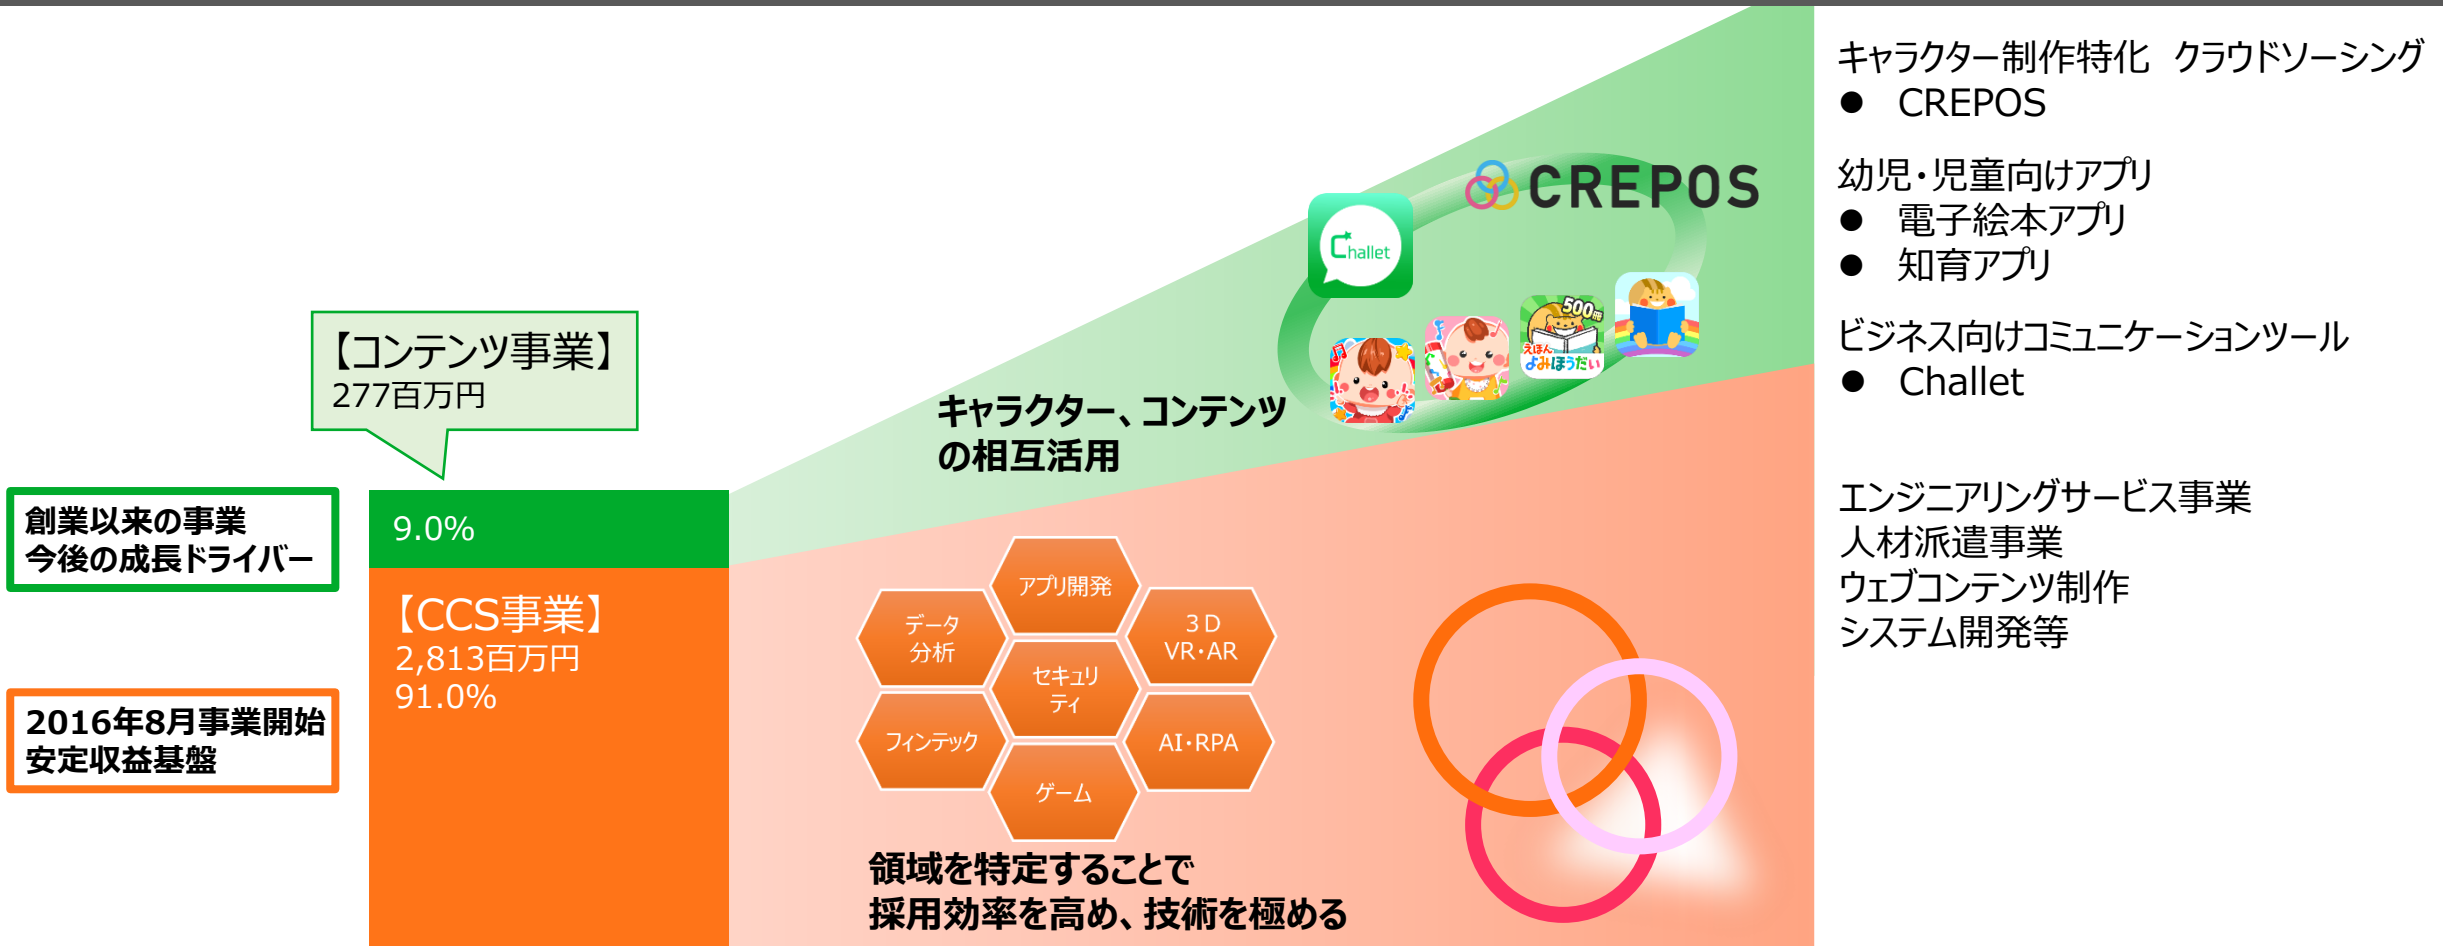 【コンテンツ事業】
277百万円
創業以来の事業
今後の成長ドライバー
9.0%
【CCS事業】
2,813百万円
91.0%
2016年8月事業開始
安定収益基盤
キャラクター、コンテンツ
の相互活用
CREPOS
Challet
500冊
えほん
よみほうだい
アプリ開発
データ
分析
3D
VR・AR
セキュリ
ティ
フィンテック
AI・RPA
ゲーム
領域を特定することで
採用効率を高め、技術を極める
キャラクター制作特化　クラウドソーシング
● CREPOS
幼児・児童向けアプリ
● 電子絵本アプリ
● 知育アプリ
ビジネス向けコミュニケーションツール
● Challet
エンジニアリングサービス事業
人材派遣事業
ウェブコンテンツ制作
システム開発等